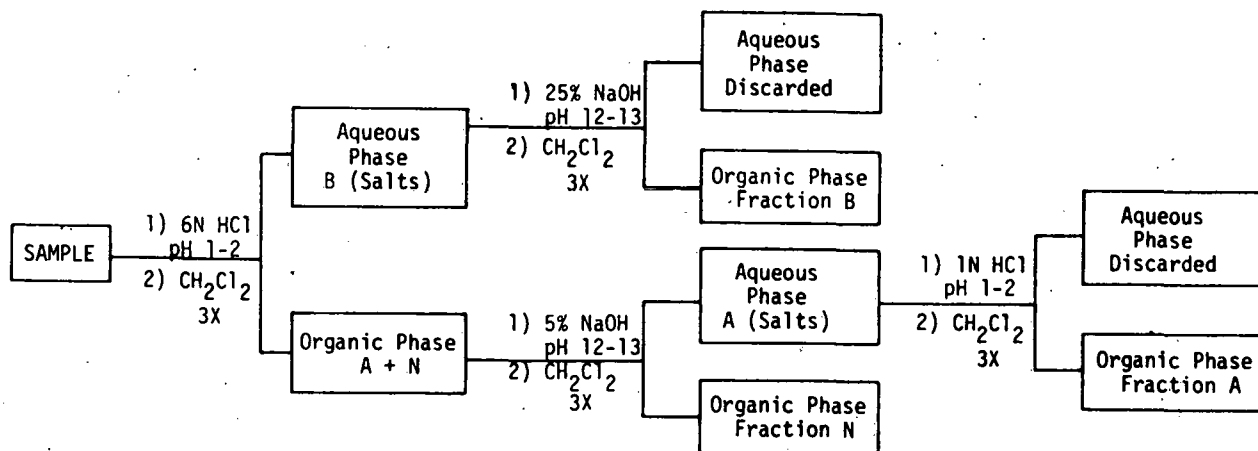 SAMPLE
1) 6N HCl
pH 1-2
2) CH2Cl2
3X
Aqueous
Phase
B (Salts)
1) 25% NaOH
pH 12-13
2) CH2Cl2
3X
Aqueous
Phase
Discarded
Organic Phase
Fraction B
Organic Phase
A + N
1) 5% NaOH
pH 12-13
2) CH2Cl2
3X
Aqueous
Phase
A (Salts)
1) 1N HCl
pH 1-2
2) CH2Cl2
3X
Aqueous
Phase
Discarded
Organic Phase
Fraction A
Organic Phase
Fraction N